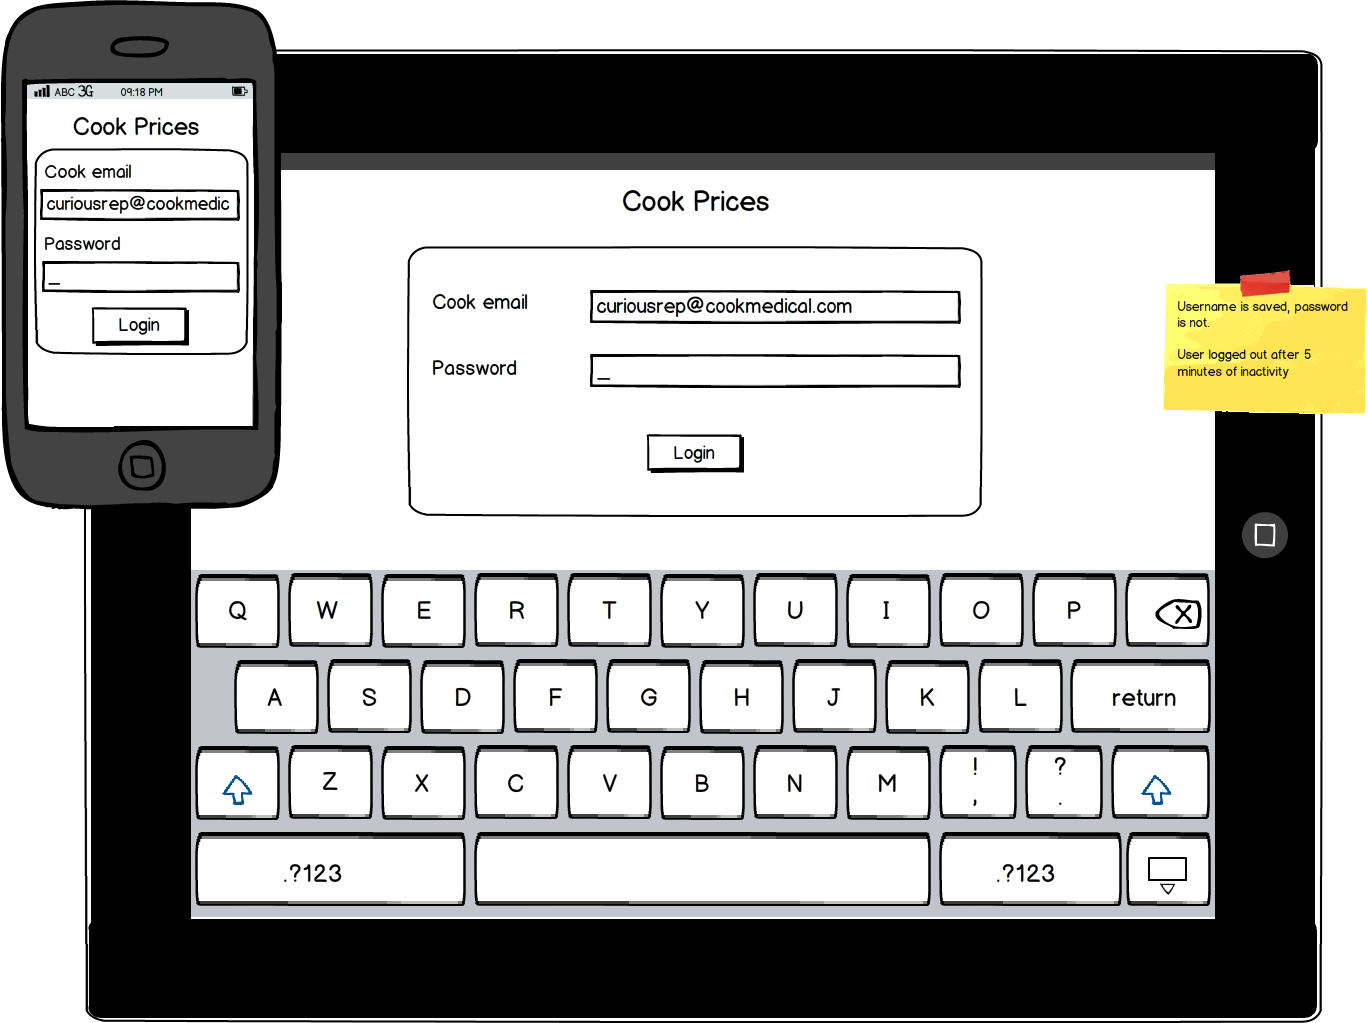 ABC 3G 09:18 PM
Cook Prices
Cook email
curiousrep@cookmedic
Password
_
Login
Cook Prices
Cook email
curiousrep@cookmedical.com
Password
_
Login
Username is saved, password
is not.
User logged out after 5
minutes of inactivity
Q W E R T Y U I O P X
A S D F G H J K L return
Z X C V B N M ! , ? .
.?123 .?123